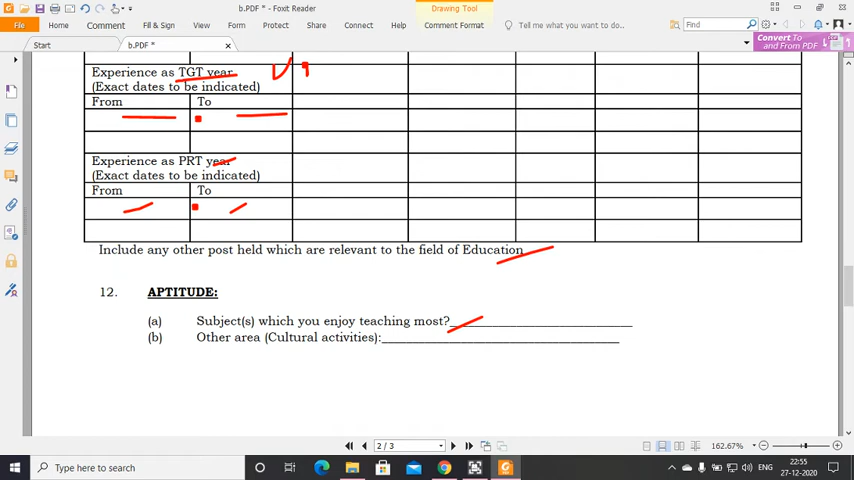 b.PDF * - Foxit Reader
Drawing Tool
File Home Comment Fill & Sign View Form Protect Share Connect Help Extras Comment Format Tell me what you want to do... Find
Start b.PDF * Convert To and From PDF
Experience as TGT year
(Exact dates to be indicated)
From To
Experience as PRT year
(Exact dates to be indicated)
From To
Include any other post held which are relevant to the field of Education
12. APTITUDE:
(a) Subject(s) which you enjoy teaching most?
(b) Other area (Cultural activities):
2 / 3 162.67%
Type here to search ENG 22:55
27-12-2020